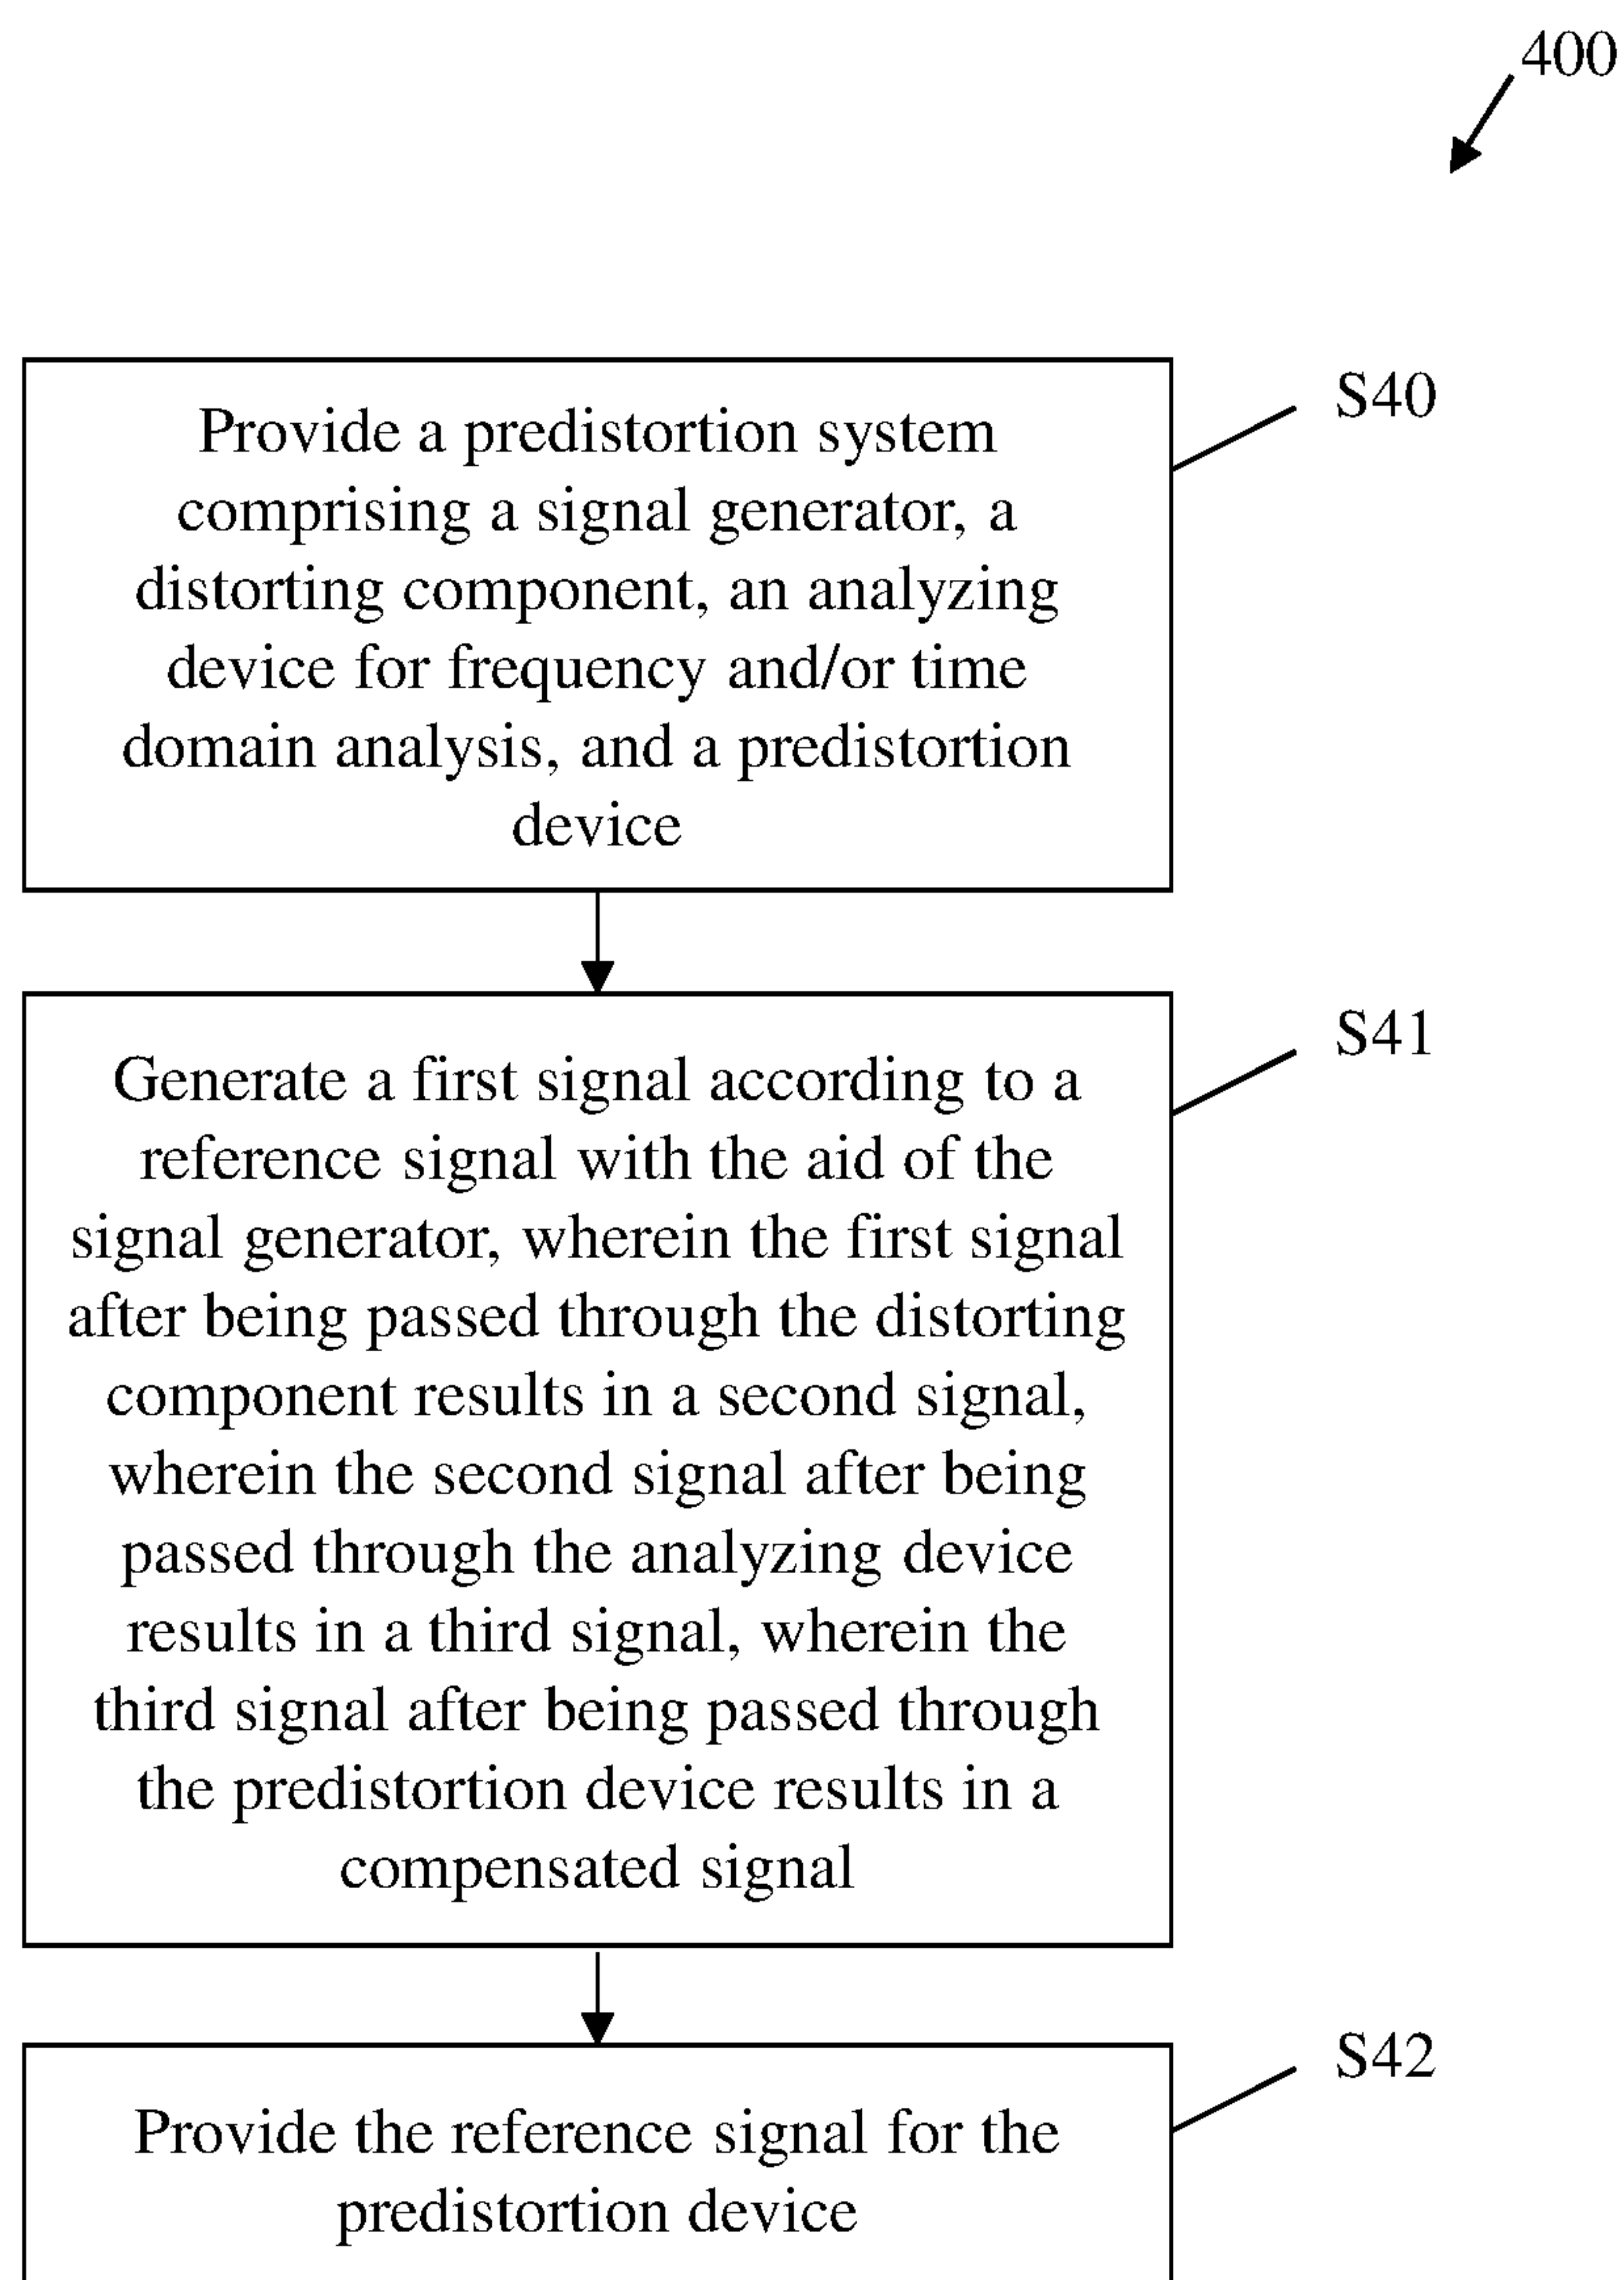 400
S40
Provide a predistortion system
comprising a signal generator, a
distorting component, an analyzing
device for frequency and/or time
domain analysis, and a predistortion
device
S41
Generate a first signal according to a
reference signal with the aid of the
signal generator, wherein the first signal
after being passed through the distorting
component results in a second signal,
wherein the second signal after being
passed through the analyzing device
results in a third signal, wherein the
third signal after being passed through
the predistortion device results in a
compensated signal
S42
Provide the reference signal for the
predistortion device